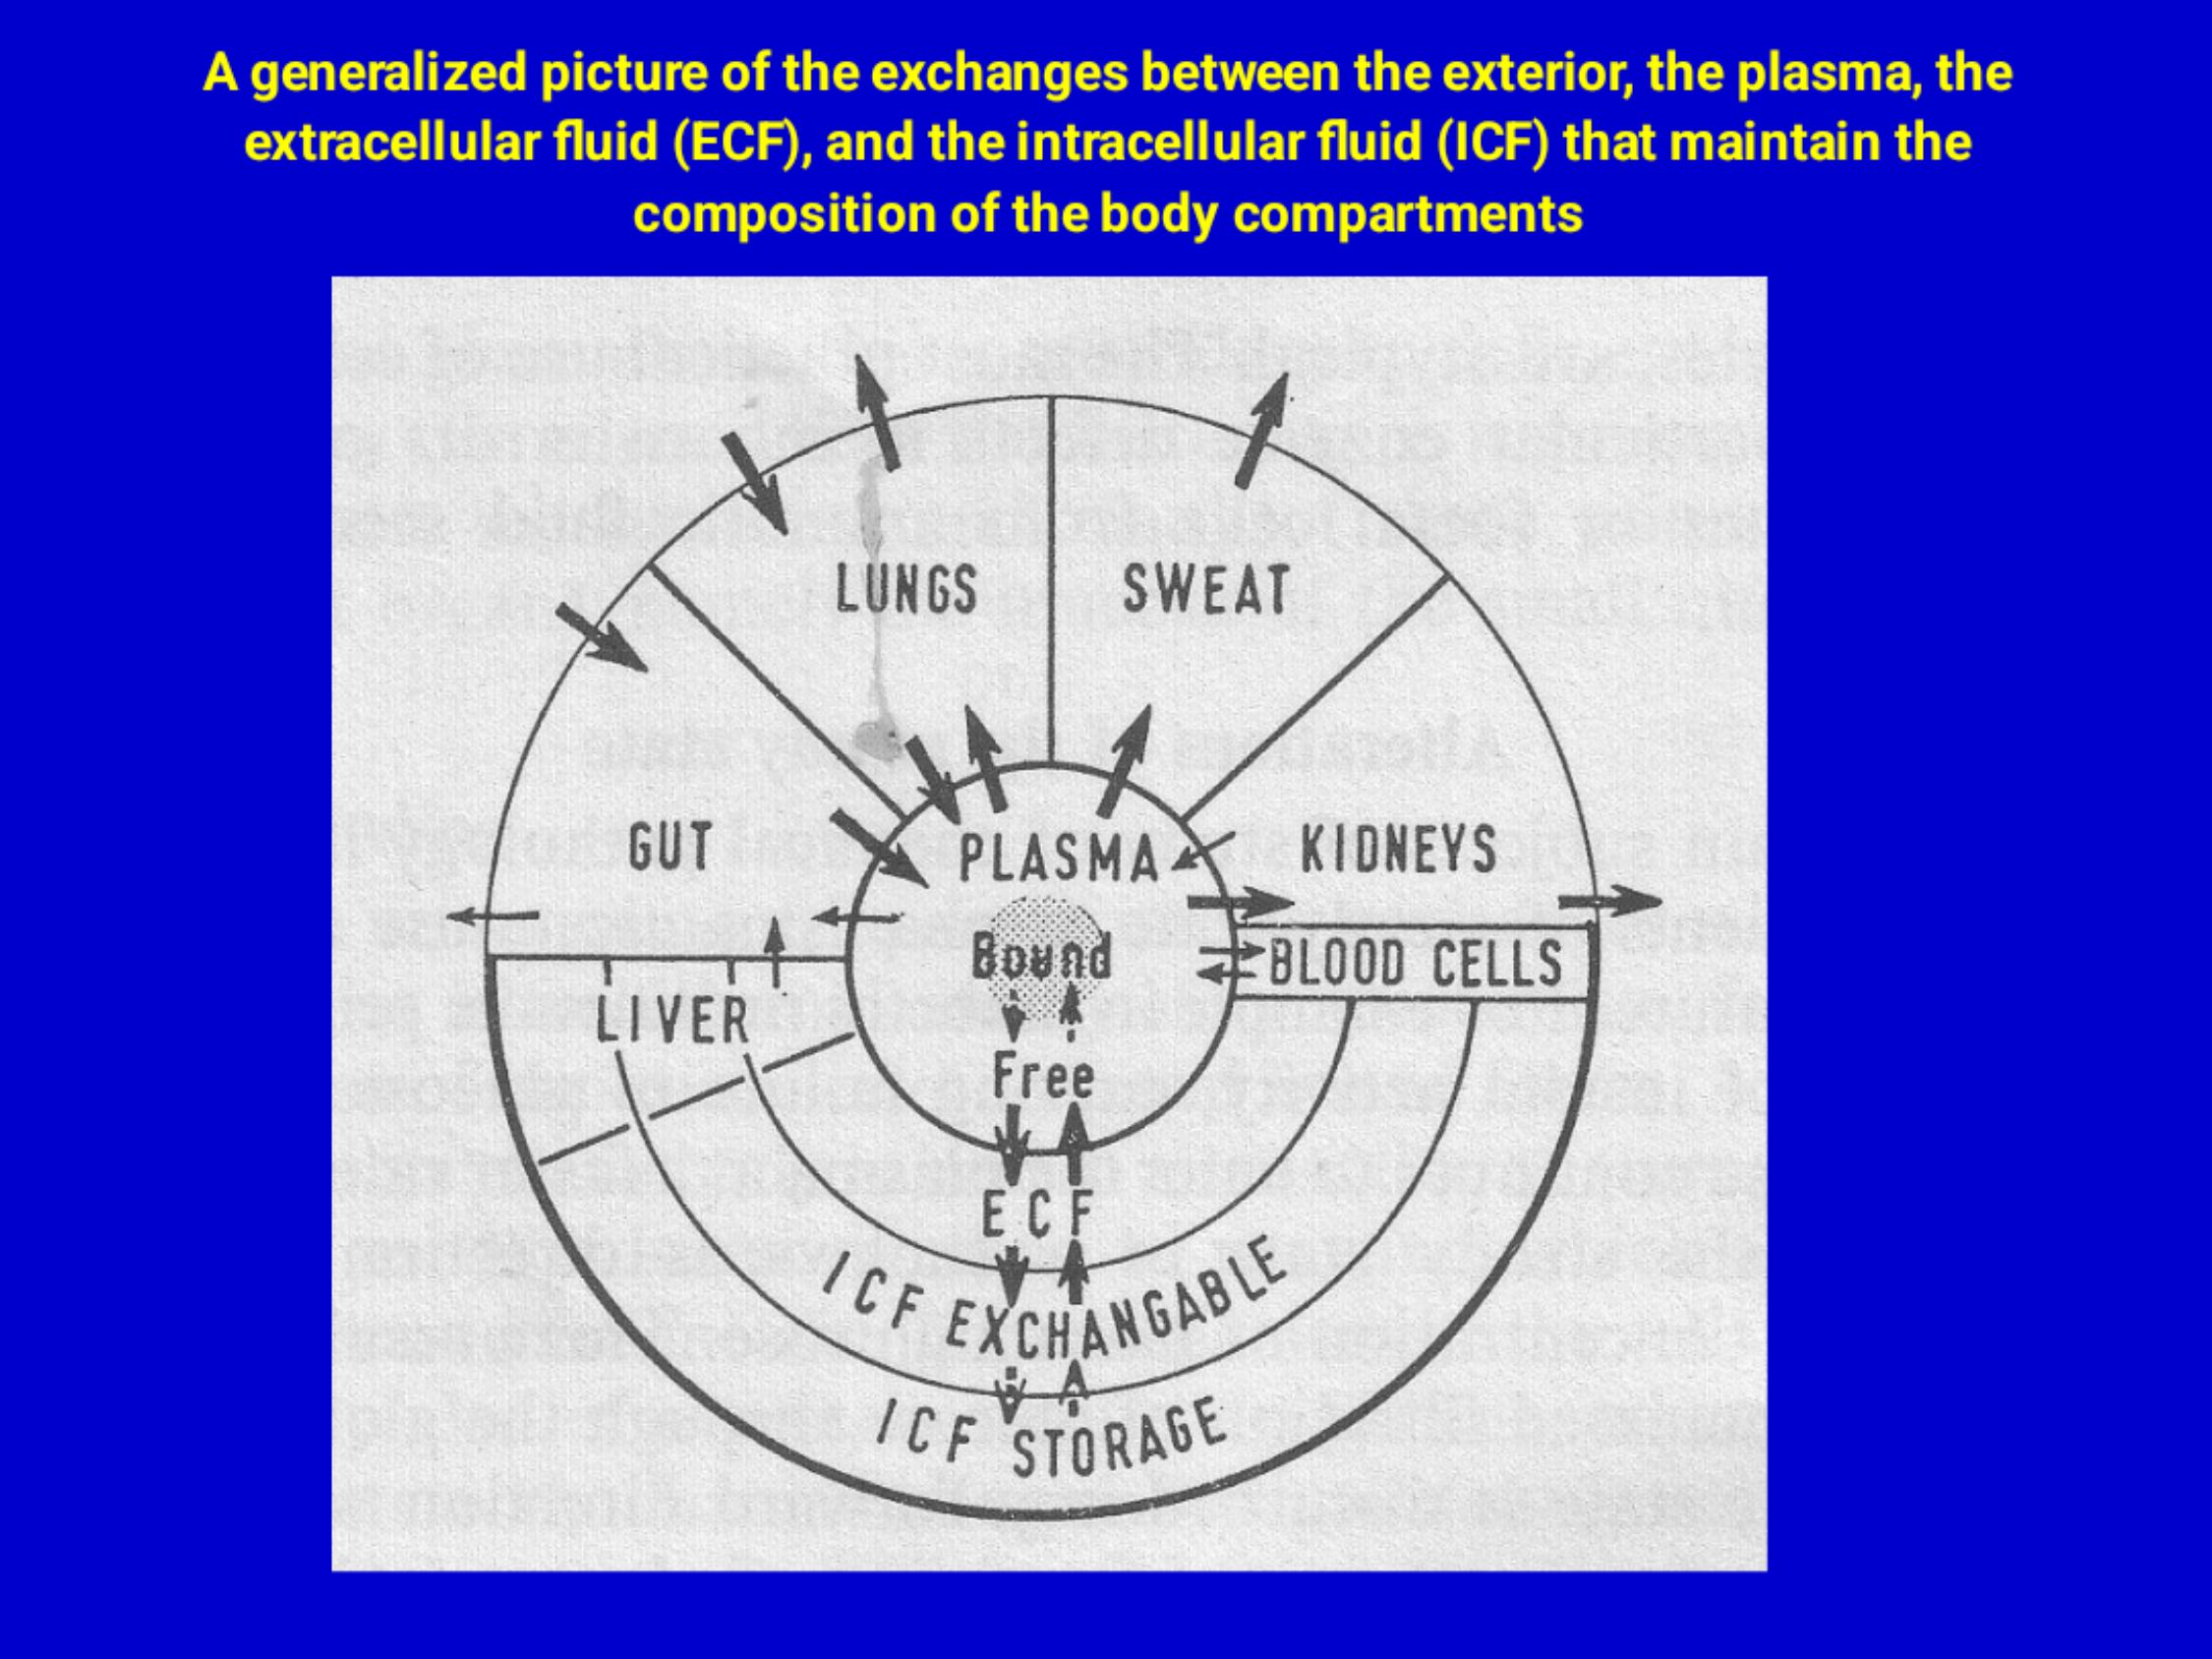 A generalized picture of the exchanges between the exterior, the plasma, the
extracellular fluid (ECF), and the intracellular fluid (ICF) that maintain the
composition of the body compartments
LUNGS
SWEAT
GUT
PLASMA
KIDNEYS
Bound
BLOOD CELLS
LIVER
Free
ECF
ICF EXCHANGABLE
ICF STORAGE